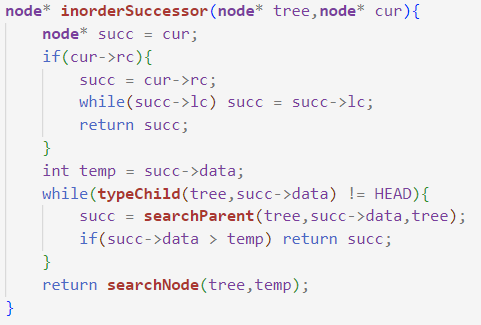 node* inorderSuccessor(node* tree,node* cur){
    node* succ = cur;
    if(cur->rc){
        succ = cur->rc;
        while(succ->lc) succ = succ->lc;
        return succ;
    }
    int temp = succ->data;
    while(typeChild(tree,succ->data) != HEAD){
        succ = searchParent(tree,succ->data,tree);
        if(succ->data > temp) return succ;
    }
    return searchNode(tree,temp);
}